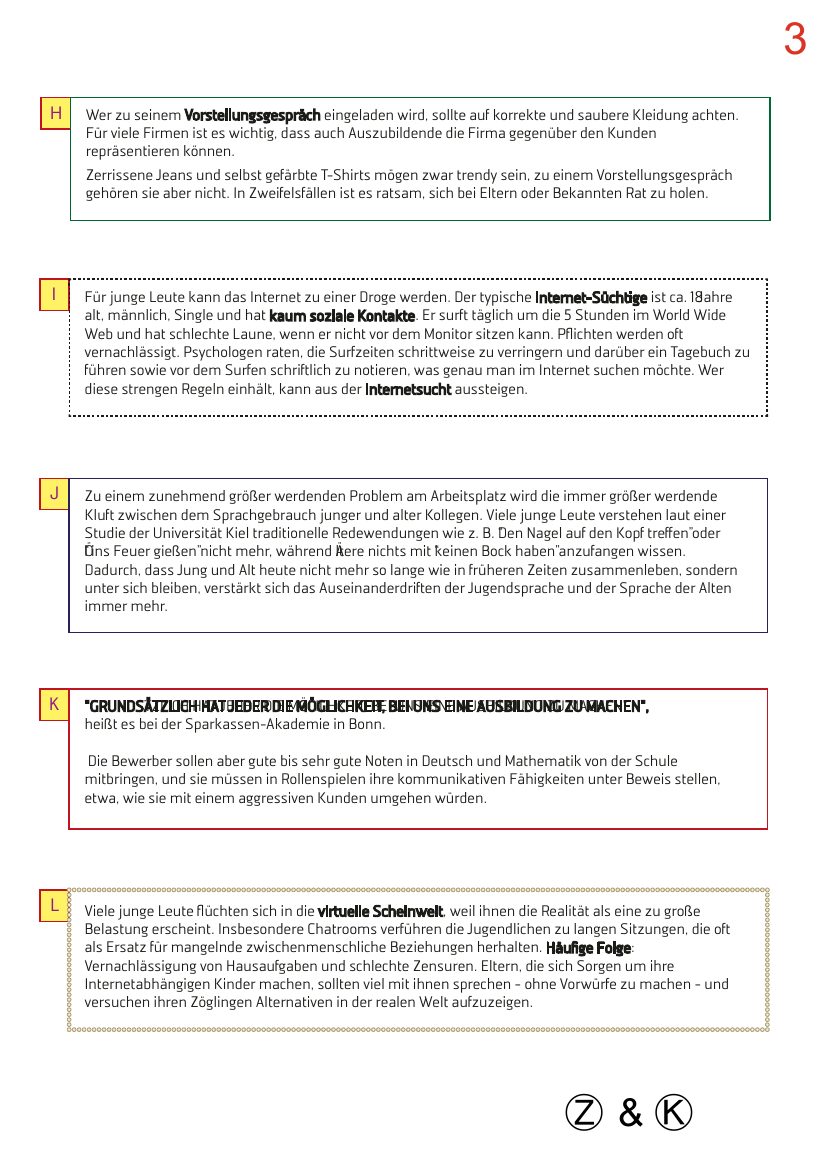 3
H
Wer zu seinem Vorstellungsgespräch eingeladen wird, sollte auf korrekte und saubere Kleidung achten.
Für viele Firmen ist es wichtig, dass auch Auszubildende die Firma gegenüber den Kunden
repräsentieren können.
Zerrissene Jeans und selbst gefärbte T-Shirts mögen zwar trendy sein, zu einem Vorstellungsgespräch
gehören sie aber nicht. In Zweifelsfällen ist es ratsam, sich bei Eltern oder Bekannten Rat zu holen.
I
Für junge Leute kann das Internet zu einer Droge werden. Der typische Internet-Süchtige ist ca. 18 Jahre
alt, männlich, Single und hat kaum soziale Kontakte. Er surft täglich um die 5 Stunden im World Wide
Web und hat schlechte Laune, wenn er nicht vor dem Monitor sitzen kann. Pflichten werden oft
vernachlässigt. Psychologen raten, die Surfzeiten schrittweise zu verringern und darüber ein Tagebuch zu
führen sowie vor dem Surfen schriftlich zu notieren, was genau man im Internet suchen möchte. Wer
diese strengen Regeln einhält, kann aus der Internetsucht aussteigen.
J
Zu einem zunehmend größer werdenden Problem am Arbeitsplatz wird die immer größer werdende
Kluft zwischen dem Sprachgebrauch junger und alter Kollegen. Viele junge Leute verstehen laut einer
Studie der Universität Kiel traditionelle Redewendungen wie z. B. "Den Nagel auf den Kopf treffen" oder
"Öl ins Feuer gießen" nicht mehr, während Ältere nichts mit "keinen Bock haben" anzufangen wissen.
Dadurch, dass Jung und Alt heute nicht mehr so lange wie in früheren Zeiten zusammenleben, sondern
unter sich bleiben, verstärkt sich das Auseinanderdriften der Jugendsprache und der Sprache der Alten
immer mehr.
K
"GRUNDSÄTZLICH HAT JEDER DIE MÖGLICHKEIT, BEI UNS EINE AUSBILDUNG ZU MACHEN",
heißt es bei der Sparkassen-Akademie in Bonn.
Die Bewerber sollen aber gute bis sehr gute Noten in Deutsch und Mathematik von der Schule
mitbringen, und sie müssen in Rollenspielen ihre kommunikativen Fähigkeiten unter Beweis stellen,
etwa, wie sie mit einem aggressiven Kunden umgehen würden.
L
Viele junge Leute flüchten sich in die virtuelle Scheinwelt, weil ihnen die Realität als eine zu große
Belastung erscheint. Insbesondere Chatrooms verführen die Jugendlichen zu langen Sitzungen, die oft
als Ersatz für mangelnde zwischenmenschliche Beziehungen herhalten. Häufige Folge:
Vernachlässigung von Hausaufgaben und schlechte Zensuren. Eltern, die sich Sorgen um ihre
Internetabhängigen Kinder machen, sollten viel mit ihnen sprechen - ohne Vorwürfe zu machen - und
versuchen ihren Zöglingen Alternativen in der realen Welt aufzuzeigen.
Z & K